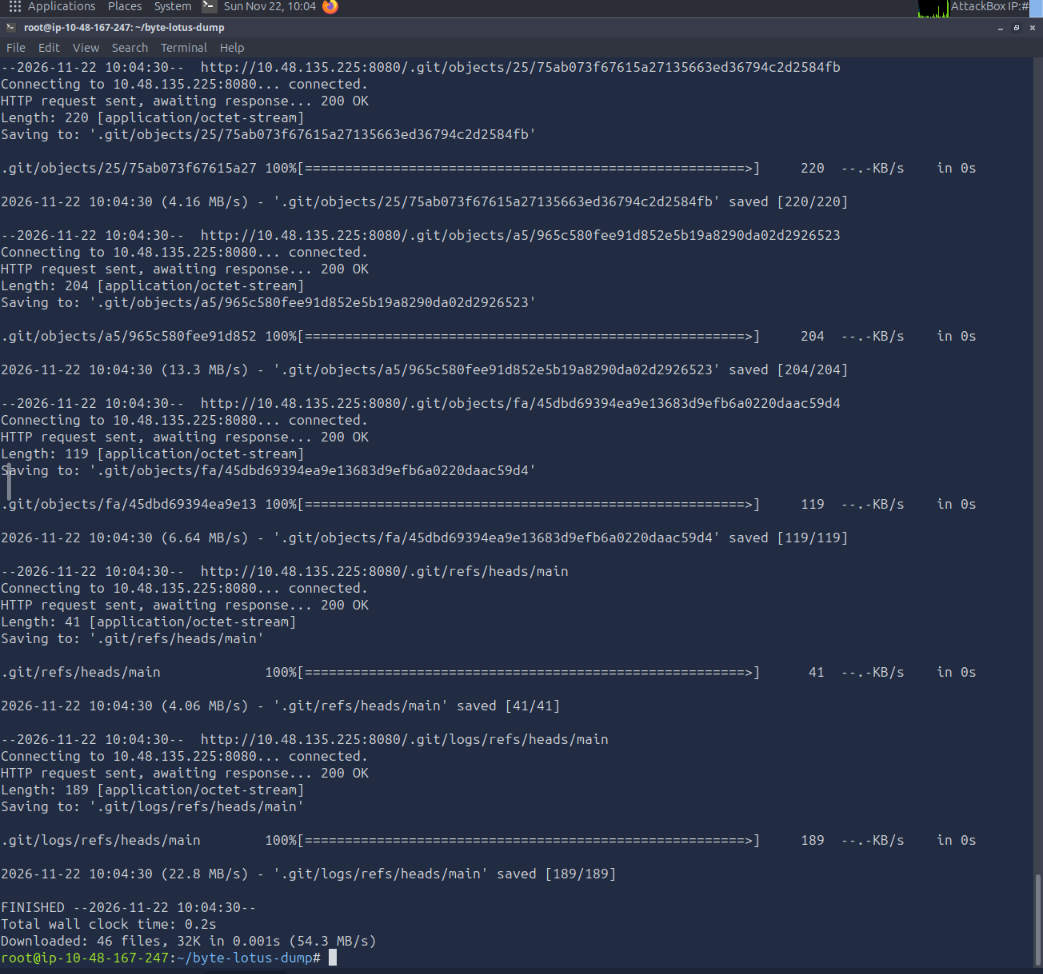 Applications Places System Sun Nov 22, 10:04 AttackBox IP:#
root@ip-10-48-167-247: ~/byte-lotus-dump
File Edit View Search Terminal Help
--2026-11-22 10:04:30--  http://10.48.135.225:8080/.git/objects/25/75ab073f67615a27135663ed36794c2d2584fb
Connecting to 10.48.135.225:8080... connected.
HTTP request sent, awaiting response... 200 OK
Length: 220 [application/octet-stream]
Saving to: '.git/objects/25/75ab073f67615a27135663ed36794c2d2584fb'
.git/objects/25/75ab073f67615a27 100%[=======================================================>]     220  --.-KB/s    in 0s
2026-11-22 10:04:30 (4.16 MB/s) - '.git/objects/25/75ab073f67615a27135663ed36794c2d2584fb' saved [220/220]
--2026-11-22 10:04:30--  http://10.48.135.225:8080/.git/objects/a5/965c580fee91d852e5b19a8290da02d2926523
Connecting to 10.48.135.225:8080... connected.
HTTP request sent, awaiting response... 200 OK
Length: 204 [application/octet-stream]
Saving to: '.git/objects/a5/965c580fee91d852e5b19a8290da02d2926523'
.git/objects/a5/965c580fee91d852 100%[=======================================================>]     204  --.-KB/s    in 0s
2026-11-22 10:04:30 (13.3 MB/s) - '.git/objects/a5/965c580fee91d852e5b19a8290da02d2926523' saved [204/204]
--2026-11-22 10:04:30--  http://10.48.135.225:8080/.git/objects/fa/45dbd69394ea9e13683d9efb6a0220daac59d4
Connecting to 10.48.135.225:8080... connected.
HTTP request sent, awaiting response... 200 OK
Length: 119 [application/octet-stream]
Saving to: '.git/objects/fa/45dbd69394ea9e13683d9efb6a0220daac59d4'
.git/objects/fa/45dbd69394ea9e13 100%[=======================================================>]     119  --.-KB/s    in 0s
2026-11-22 10:04:30 (6.64 MB/s) - '.git/objects/fa/45dbd69394ea9e13683d9efb6a0220daac59d4' saved [119/119]
--2026-11-22 10:04:30--  http://10.48.135.225:8080/.git/refs/heads/main
Connecting to 10.48.135.225:8080... connected.
HTTP request sent, awaiting response... 200 OK
Length: 41 [application/octet-stream]
Saving to: '.git/refs/heads/main'
.git/refs/heads/main             100%[=======================================================>]      41  --.-KB/s    in 0s
2026-11-22 10:04:30 (4.06 MB/s) - '.git/refs/heads/main' saved [41/41]
--2026-11-22 10:04:30--  http://10.48.135.225:8080/.git/logs/refs/heads/main
Connecting to 10.48.135.225:8080... connected.
HTTP request sent, awaiting response... 200 OK
Length: 189 [application/octet-stream]
Saving to: '.git/logs/refs/heads/main'
.git/logs/refs/heads/main        100%[=======================================================>]     189  --.-KB/s    in 0s
2026-11-22 10:04:30 (22.8 MB/s) - '.git/logs/refs/heads/main' saved [189/189]
FINISHED --2026-11-22 10:04:30--
Total wall clock time: 0.2s
Downloaded: 46 files, 32K in 0.001s (54.3 MB/s)
root@ip-10-48-167-247:~/byte-lotus-dump#